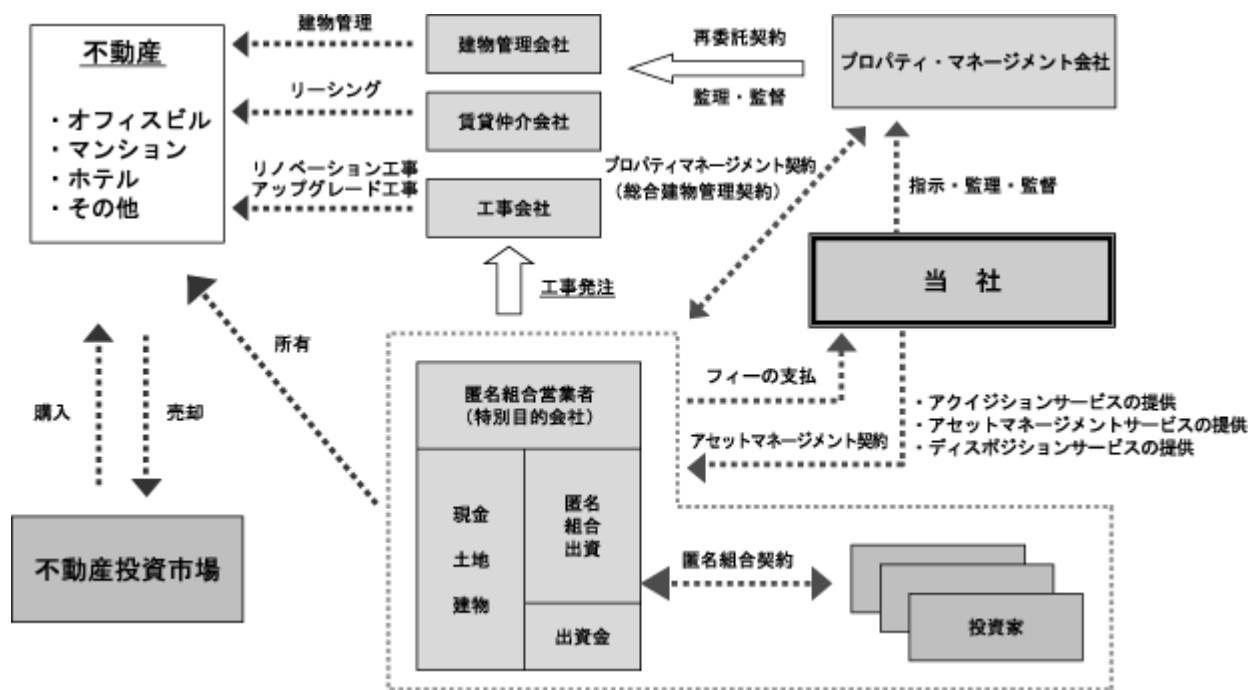 不動産
・オフィスビル
・マンション
・ホテル
・その他
建物管理
リーシング
リノベーション工事
アップグレード工事
建物管理会社
賃貸仲介会社
工事会社
再委託契約
監理・監督
プロパティ・マネージメント会社
プロパティマネージメント契約
（総合建物管理契約）
指示・監理・監督
当 社
工事発注
所有
購入
売却
不動産投資市場
匿名組合営業者
（特別目的会社）
現金
土地
建物
匿名
組合
出資
出資金
フィーの支払
アセットマネージメント契約
・アクイジションサービスの提供
・アセットマネージメントサービスの提供
・ディスポジションサービスの提供
匿名組合契約
投資家